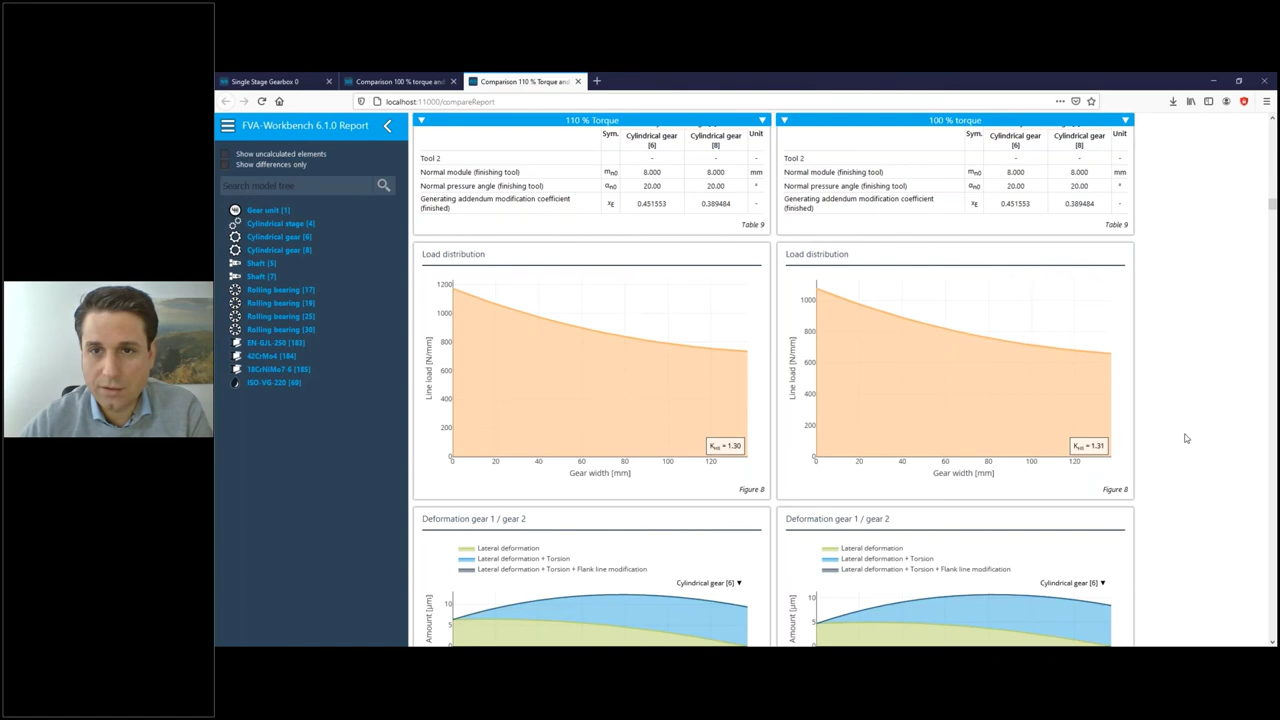 Single Stage Gearbox 0
Comparison 100 % torque and
Comparison 110 % Torque and
localhost:11000/compareReport
FVA-Workbench 6.1.0 Report
Show uncalculated elements
Show differences only
Search model tree
Gear unit [1]
Cylindrical stage [4]
Cylindrical gear [6]
Cylindrical gear [8]
Shaft [5]
Shaft [7]
Rolling bearing [17]
Rolling bearing [19]
Rolling bearing [25]
Rolling bearing [30]
EN-GJL-250 [183]
42CrMo4 [184]
18CrNiMo7-6 [185]
ISO-VG-220 [69]
110 % Torque
Sym. Cylindrical gear [6] Cylindrical gear [8] Unit
Tool 2 - - -
Normal module (finishing tool) mn0 8.000 8.000 mm
Normal pressure angle (finishing tool) αn0 20.00 20.00 °
Generating addendum modification coefficient (finished) xE 0.451553 0.389484 -
Table 9
Load distribution
1200
1000
800
600
400
200
0
Line load [N/mm]
KHß = 1.30
0 20 40 60 80 100 120
Gear width [mm]
Figure 8
Deformation gear 1 / gear 2
Lateral deformation
Lateral deformation + Torsion
Lateral deformation + Torsion + Flank line modification
Cylindrical gear [6] ▼
10
5
Amount [µm]
100 % torque
Sym. Cylindrical gear [6] Cylindrical gear [8] Unit
Tool 2 - - -
Normal module (finishing tool) mn0 8.000 8.000 mm
Normal pressure angle (finishing tool) αn0 20.00 20.00 °
Generating addendum modification coefficient (finished) xE 0.451553 0.389484 -
Table 9
Load distribution
1000
800
600
400
200
0
Line load [N/mm]
KHß = 1.31
0 20 40 60 80 100 120
Gear width [mm]
Figure 8
Deformation gear 1 / gear 2
Lateral deformation
Lateral deformation + Torsion
Lateral deformation + Torsion + Flank line modification
Cylindrical gear [6] ▼
10
5
Amount [µm]